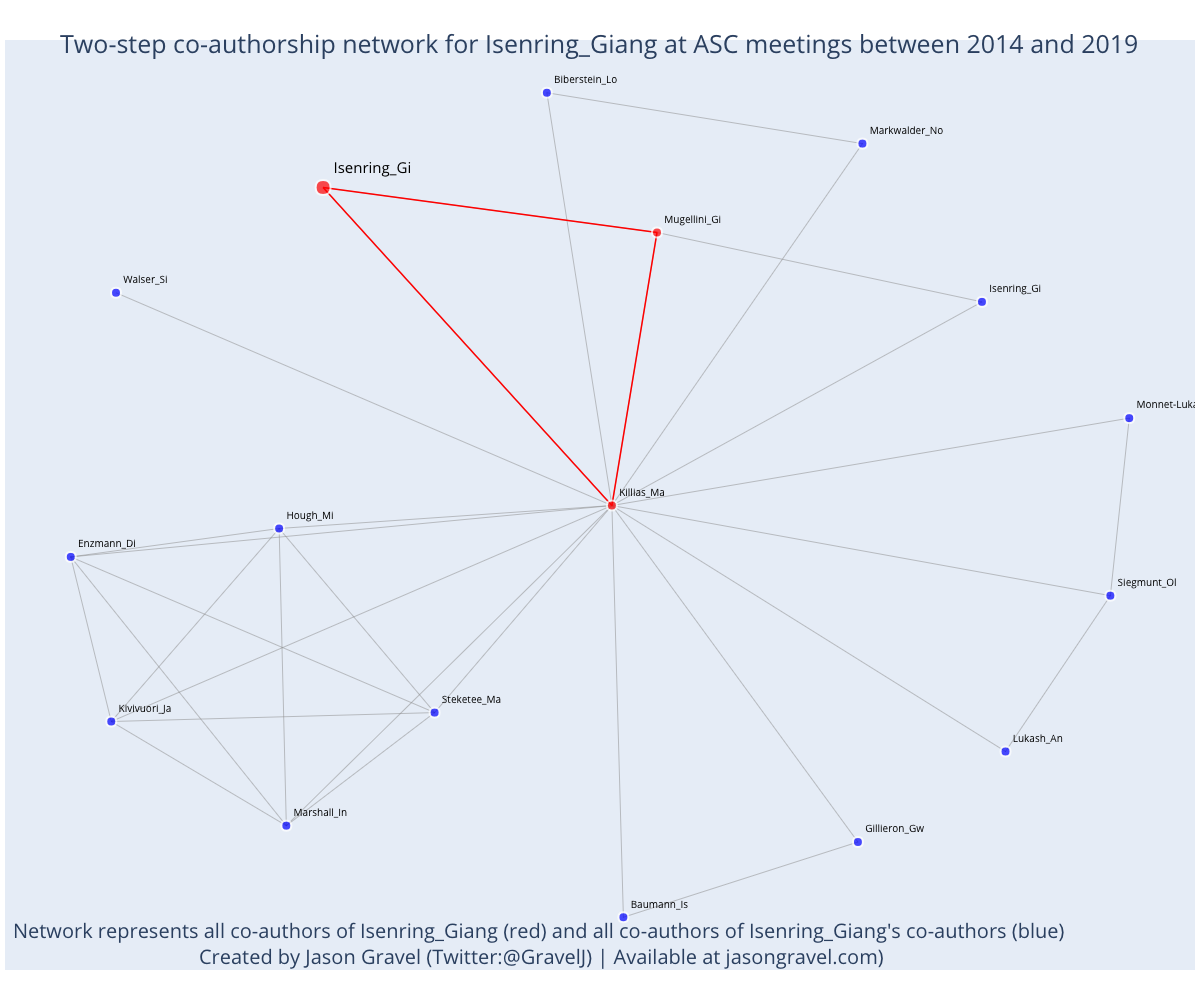 Two-step co-authorship network for Isenring_Giang at ASC meetings between 2014 and 2019
Biberstein_Lo
Markwalder_No
Isenring_Gi
Mugellini_Gi
Walser_Si
Isenring_Gi
Monnet-Luka
Killias_Ma
Hough_Mi
Enzmann_Di
Siegmunt_Ol
Steketee_Ma
Kivivuori_Ja
Lukash_An
Marshall_In
Gillieron_Gw
Baumann_Is
Network represents all co-authors of Isenring_Giang (red) and all co-authors of Isenring_Giang's co-authors (blue)
Created by Jason Gravel (Twitter:@GravelJ) | Available at jasongravel.com)